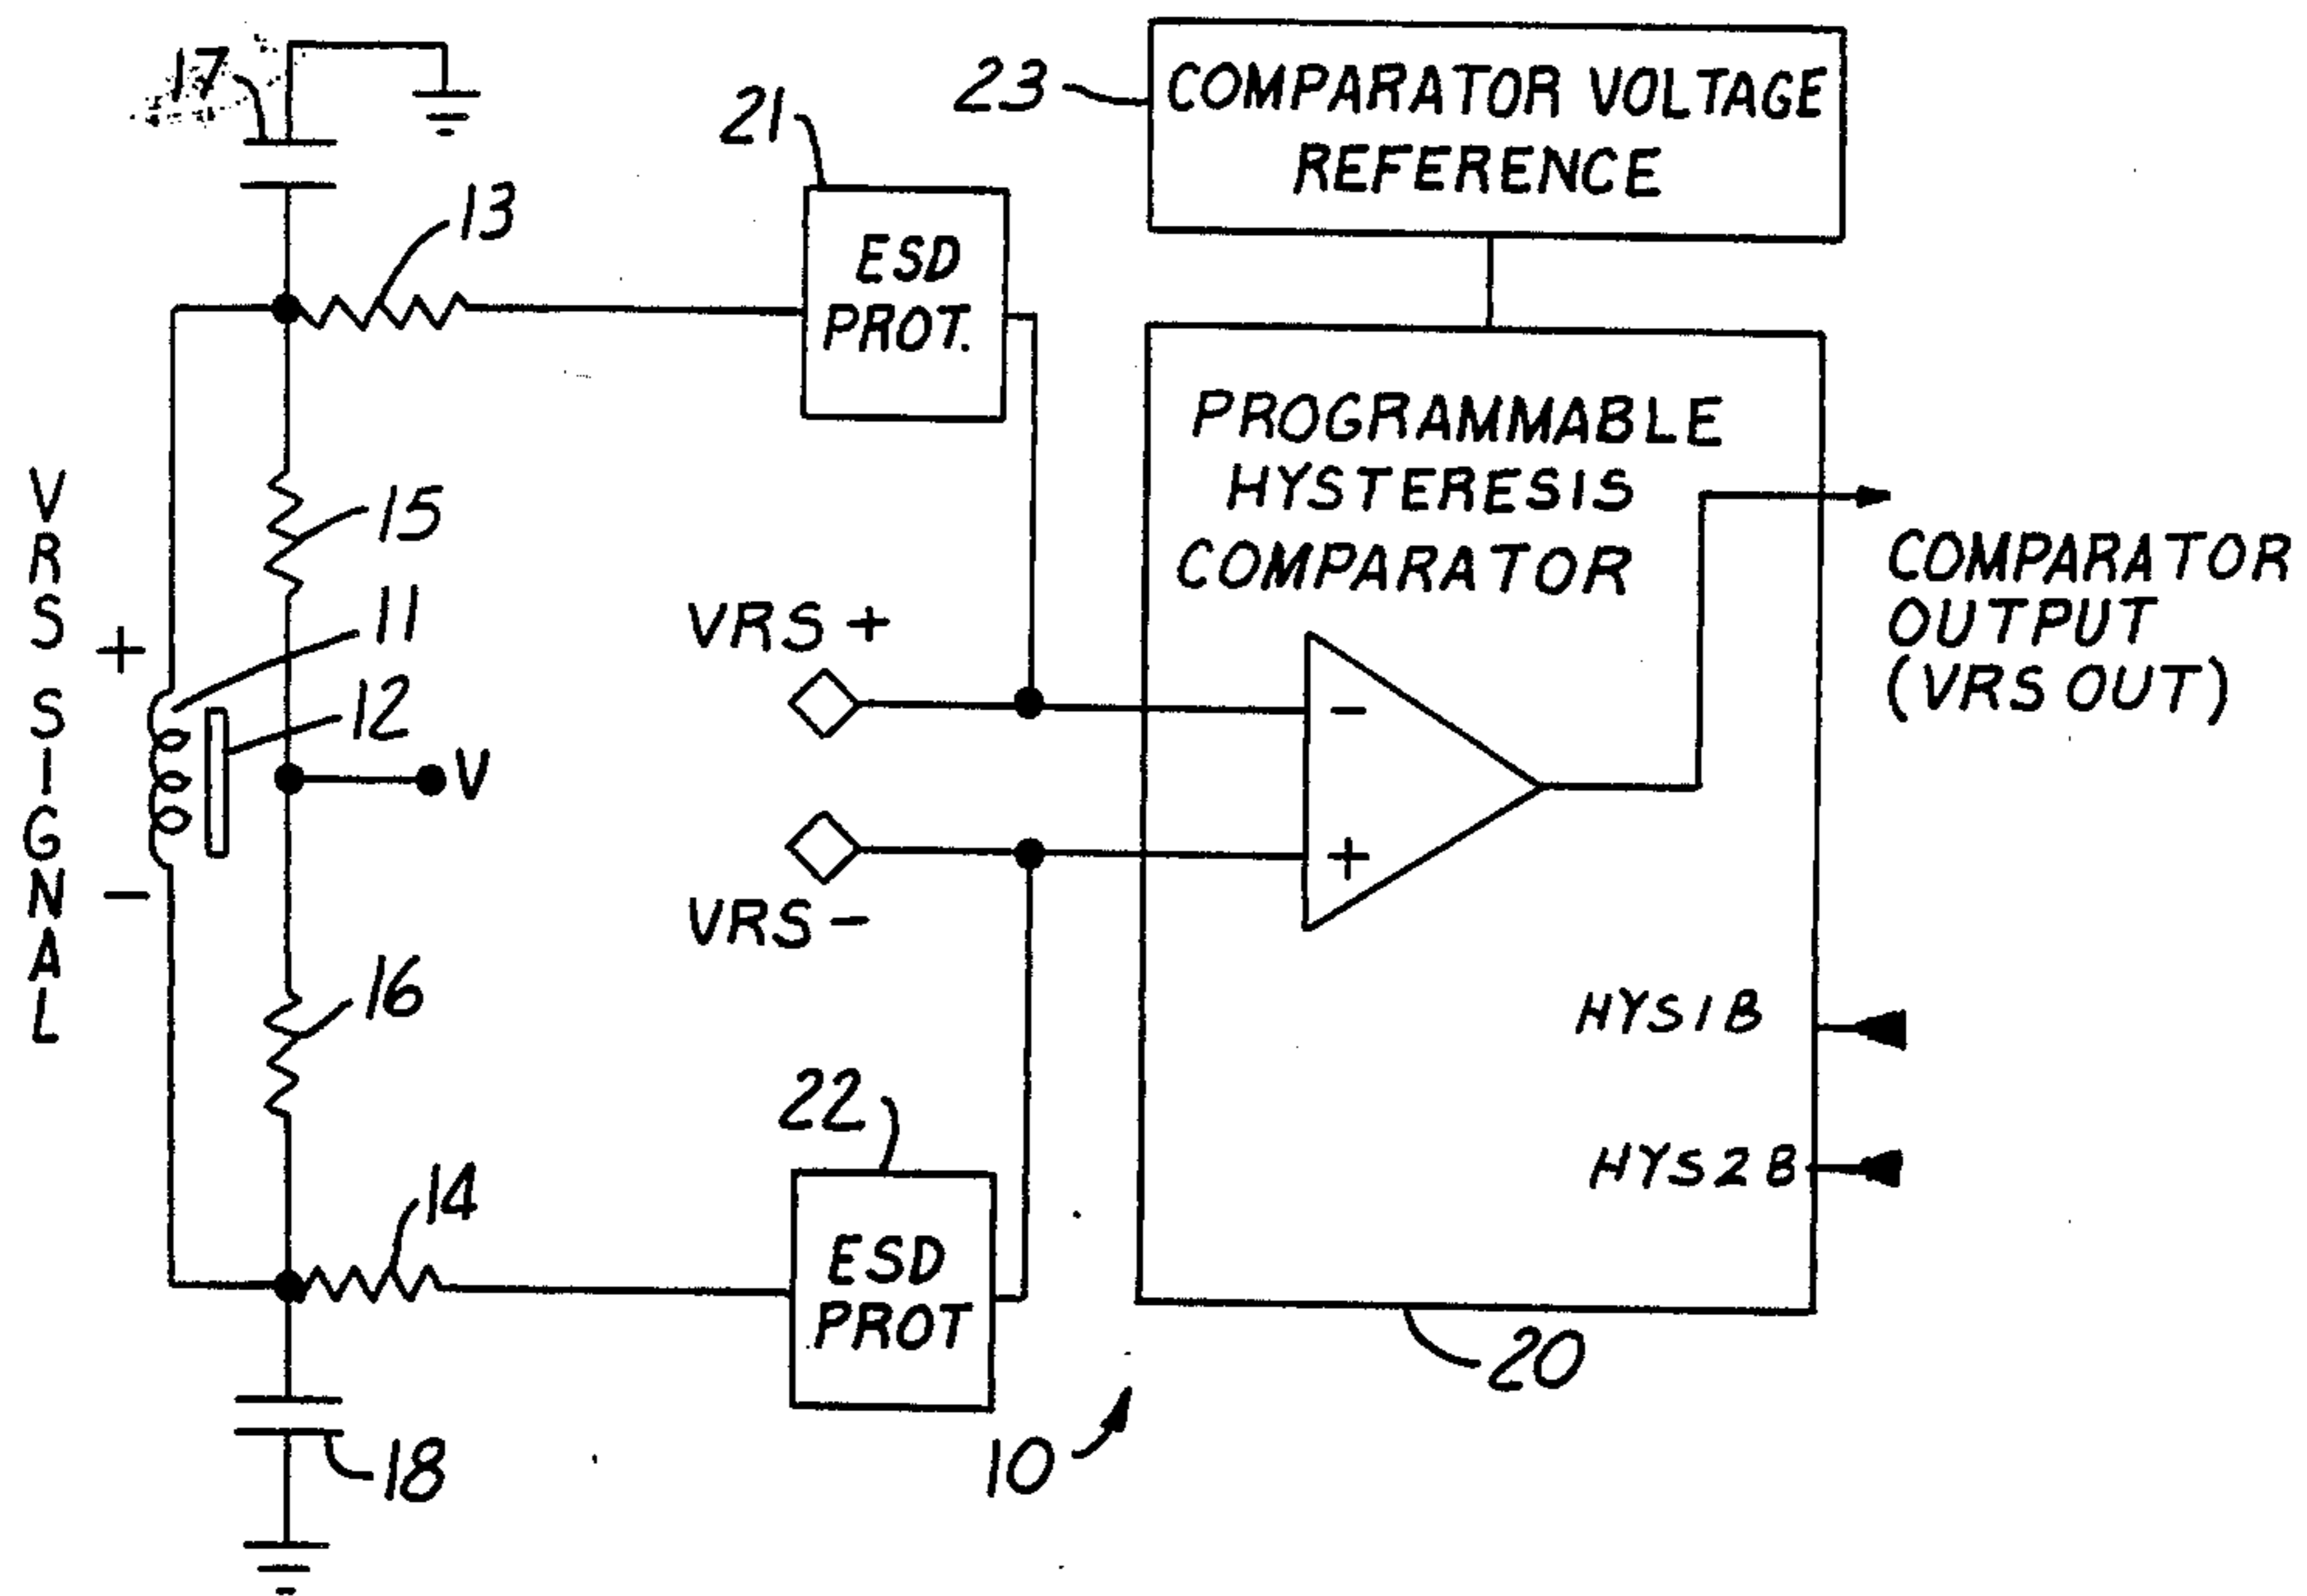 17
23
COMPARATOR VOLTAGE
REFERENCE
21
13
ESD
PROT.
PROGRAMMABLE
HYSTERESIS
COMPARATOR
15
11
12
VRS SIGNAL
+
-
V
VRS +
VRS -
-
+
COMPARATOR
OUTPUT
(VRS OUT)
16
HYS1B
HYS2B
22
14
ESD
PROT
20
10
18